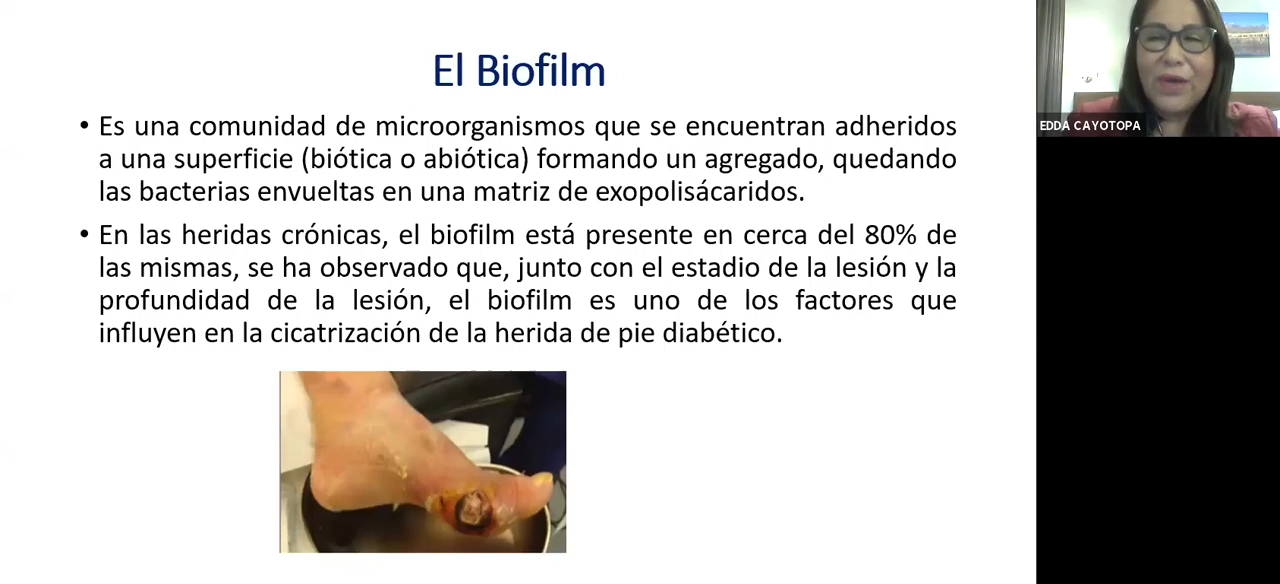 El Biofilm
• Es una comunidad de microorganismos que se encuentran adheridos
a una superficie (biótica o abiótica) formando un agregado, quedando
las bacterias envueltas en una matriz de exopolisácaridos.
• En las heridas crónicas, el biofilm está presente en cerca del 80% de
las mismas, se ha observado que, junto con el estadio de la lesión y la
profundidad de la lesión, el biofilm es uno de los factores que
influyen en la cicatrización de la herida de pie diabético.
EDDA CAYOTOPA